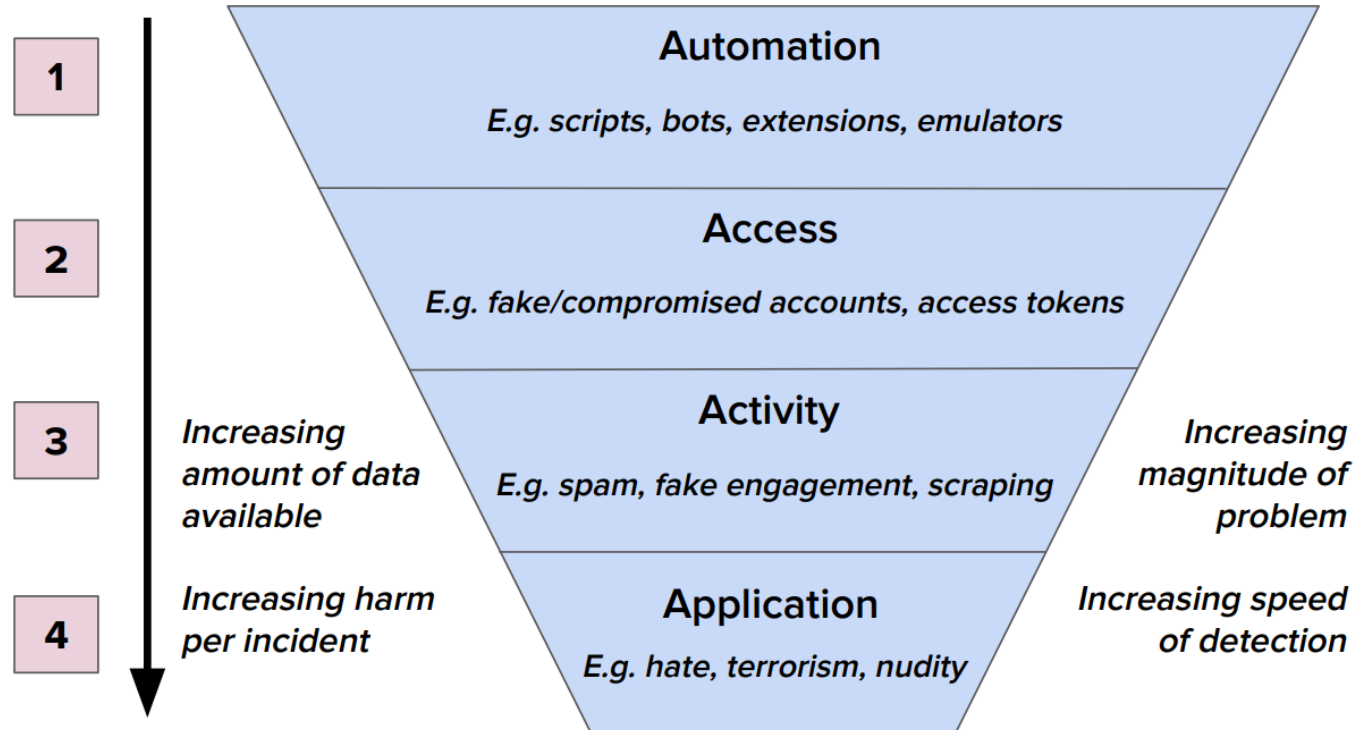 1
Automation
E.g. scripts, bots, extensions, emulators
2
Access
E.g. fake/compromised accounts, access tokens
3
Activity
E.g. spam, fake engagement, scraping
Increasing
amount of data
available
Increasing
magnitude of
problem
4
Application
E.g. hate, terrorism, nudity
Increasing harm
per incident
Increasing speed
of detection